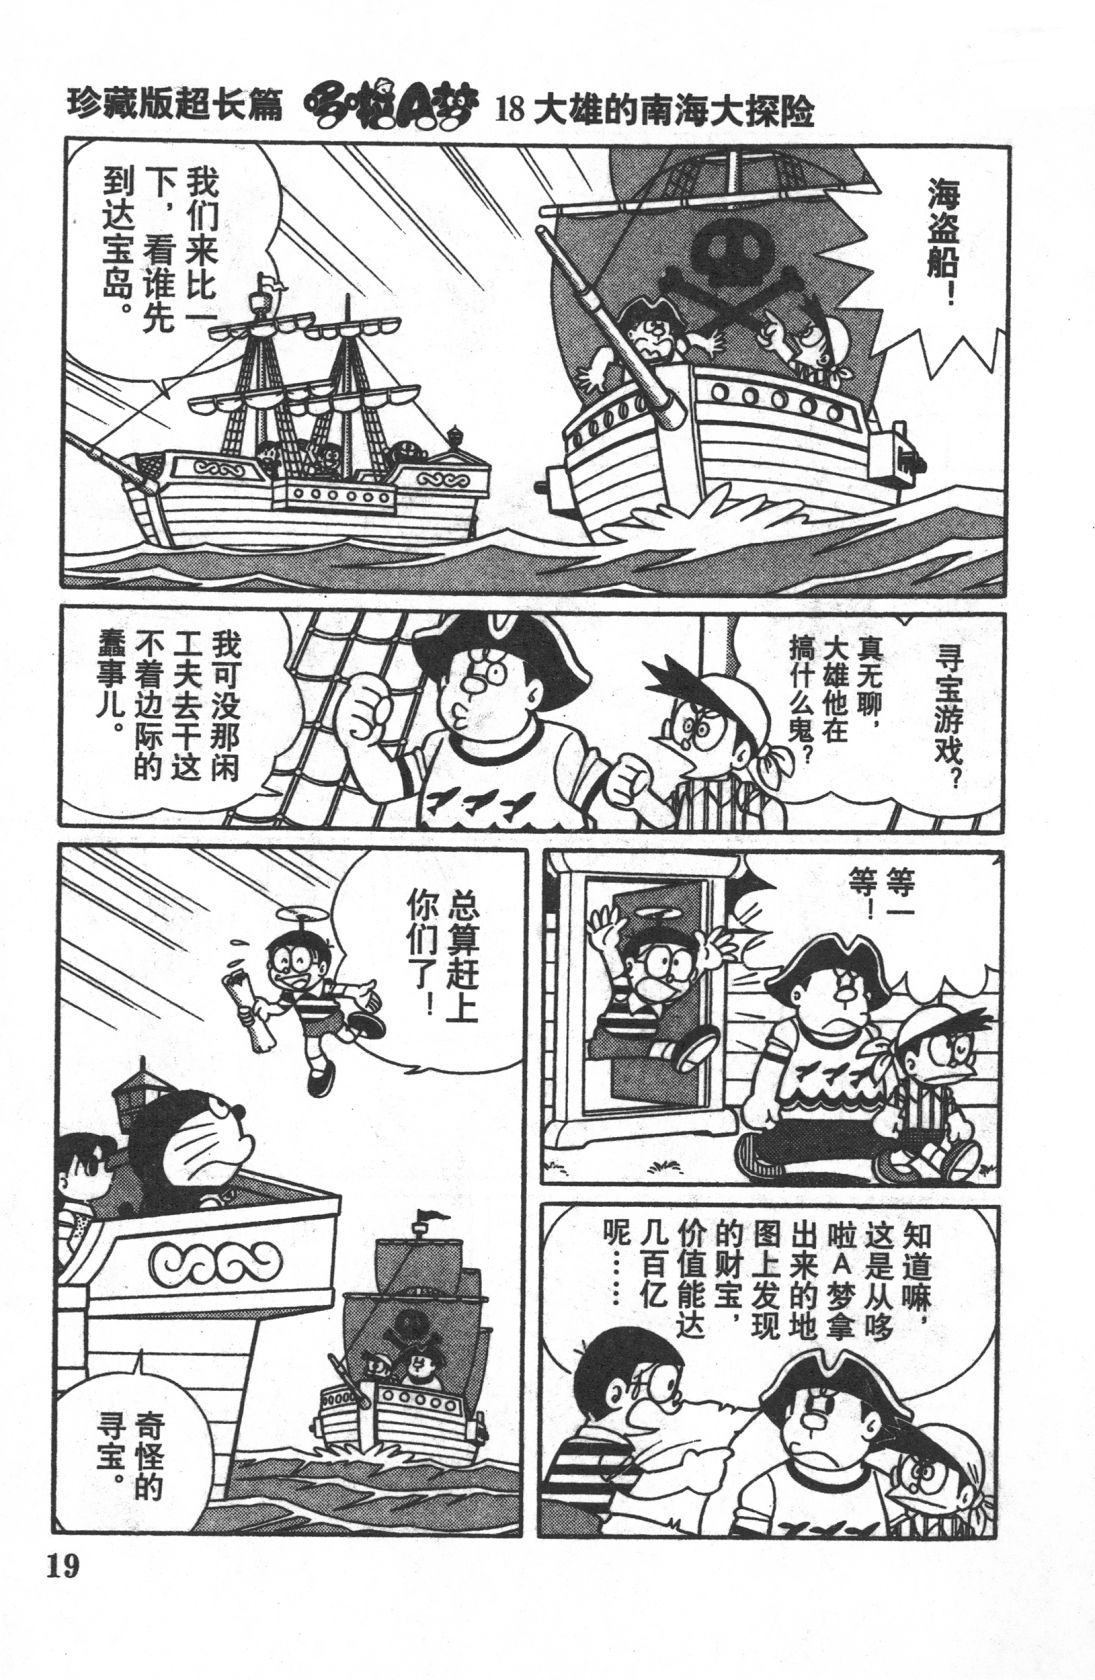 珍藏版超长篇 哆啦A梦 18 大雄的南海大探险
海盗船！
我们来比一
下，看谁先
到达宝岛。
寻宝游戏？
真无聊，
大雄他在
搞什么鬼？
我可没那闲
工夫去干这
不着边际的
蠢事儿。
等一
等！
知道嘛，
这是从哆
啦A梦拿
出来的地
图上发现
的财宝，
价值能达
几百亿
呢……
总算赶上
你们了！
奇怪的
寻宝。
19